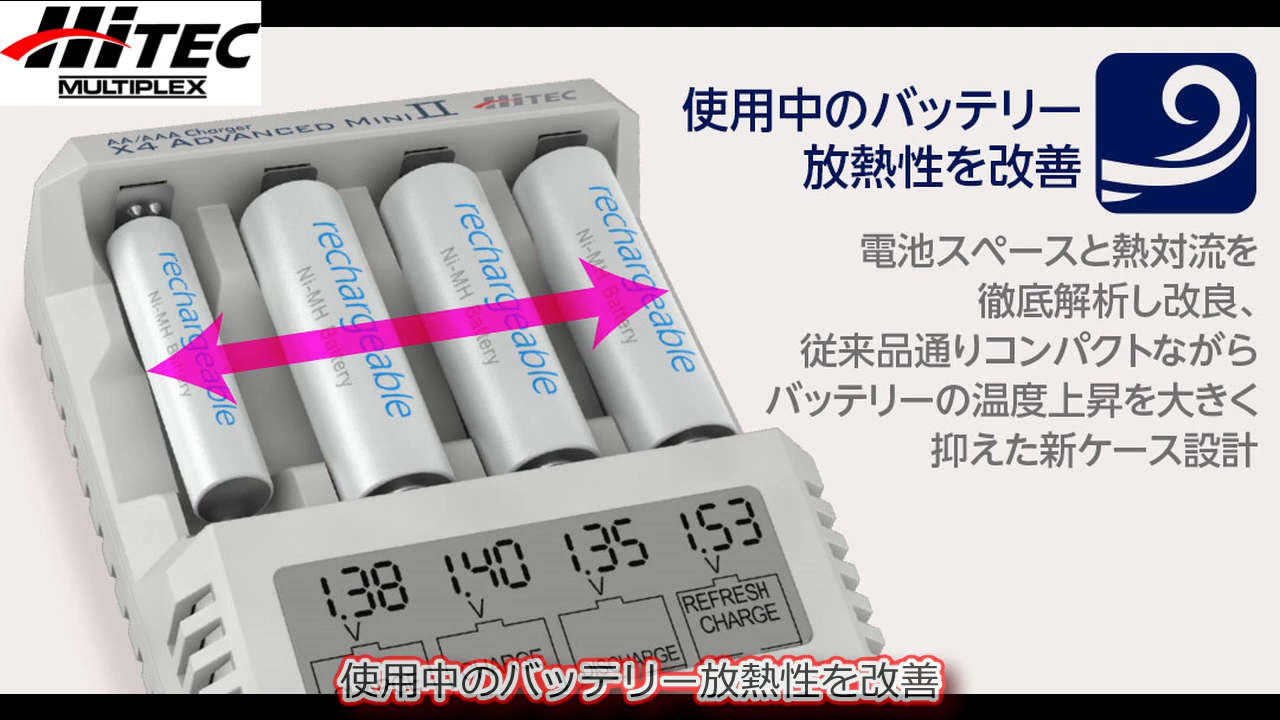 HiTEC
MULTIPLEX
AA/AAA Charger
X4 ADVANCED MINI II
HiTEC
使用中のバッテリー
放熱性を改善
電池スペースと熱対流を
徹底解析し改良、
従来品通りコンパクトながら
バッテリーの温度上昇を大きく
抑えた新ケース設計
rechargeable
Ni-MH Battery
rechargeable
Ni-MH Battery
rechargeable
Ni-MH Battery
rechargeable
Ni-MH Battery
1.38 V
1.40 V
1.35 V
1.53 V
CHARGE
DISCHARGE
REFRESH
CHARGE
使用中のバッテリー放熱性を改善